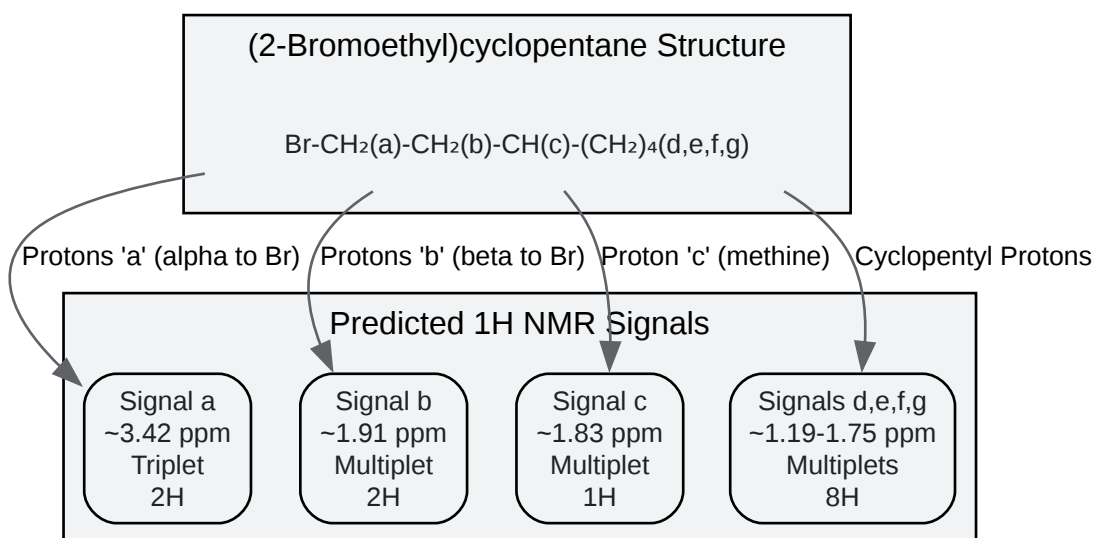 (2-Bromoethyl)cyclopentane Structure
Br-CH₂(a)-CH₂(b)-CH(c)-(CH₂)₄(d,e,f,g)
Protons 'a' (alpha to Br)
Protons 'b' (beta to Br)
Proton 'c' (methine)
Cyclopentyl Protons
Predicted 1H NMR Signals
Signal a
~3.42 ppm
Triplet
2H
Signal b
~1.91 ppm
Multiplet
2H
Signal c
~1.83 ppm
Multiplet
1H
Signals d,e,f,g
~1.19-1.75 ppm
Multiplets
8H